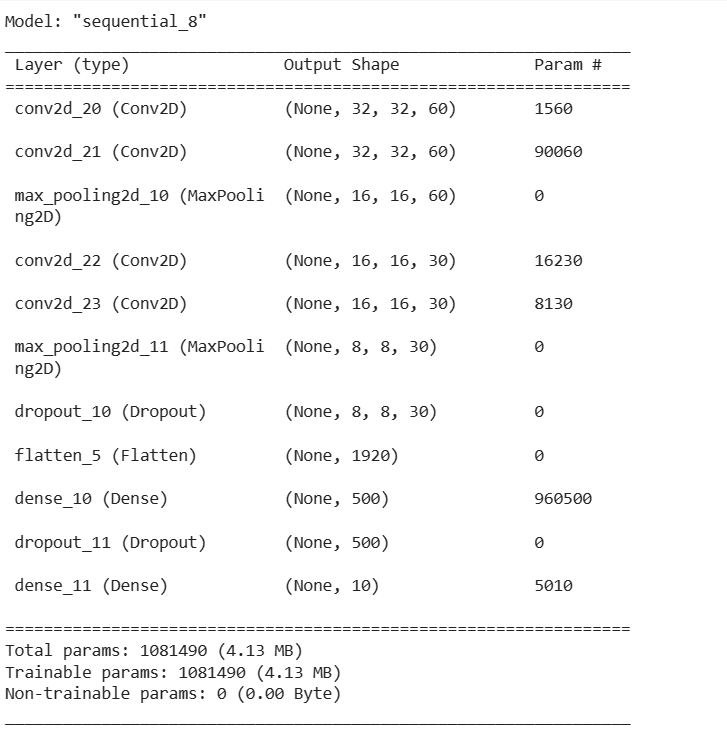 Model: "sequential_8"
Layer (type) Output Shape Param #
conv2d_20 (Conv2D) (None, 32, 32, 60) 1560
conv2d_21 (Conv2D) (None, 32, 32, 60) 90060
max_pooling2d_10 (MaxPooli (None, 16, 16, 60) 0
ng2D)
conv2d_22 (Conv2D) (None, 16, 16, 30) 16230
conv2d_23 (Conv2D) (None, 16, 16, 30) 8130
max_pooling2d_11 (MaxPooli (None, 8, 8, 30) 0
ng2D)
dropout_10 (Dropout) (None, 8, 8, 30) 0
flatten_5 (Flatten) (None, 1920) 0
dense_10 (Dense) (None, 500) 960500
dropout_11 (Dropout) (None, 500) 0
dense_11 (Dense) (None, 10) 5010
Total params: 1081490 (4.13 MB)
Trainable params: 1081490 (4.13 MB)
Non-trainable params: 0 (0.00 Byte)